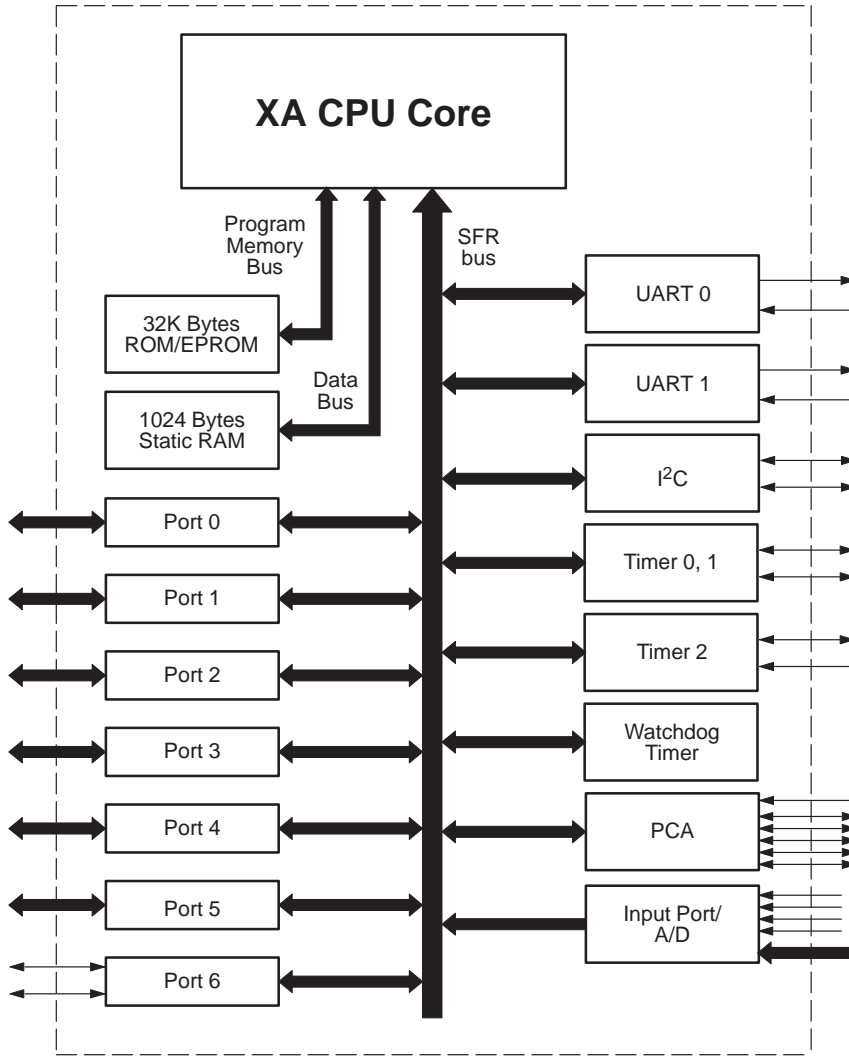 XA CPU Core
Program
Memory
Bus
SFR
bus
32K Bytes
ROM/EPROM
Data
Bus
1024 Bytes
Static RAM
UART 0
UART 1
I²C
Port 0
Timer 0, 1
Port 1
Timer 2
Port 2
Watchdog
Timer
Port 3
PCA
Port 4
Input Port/
A/D
Port 5
Port 6